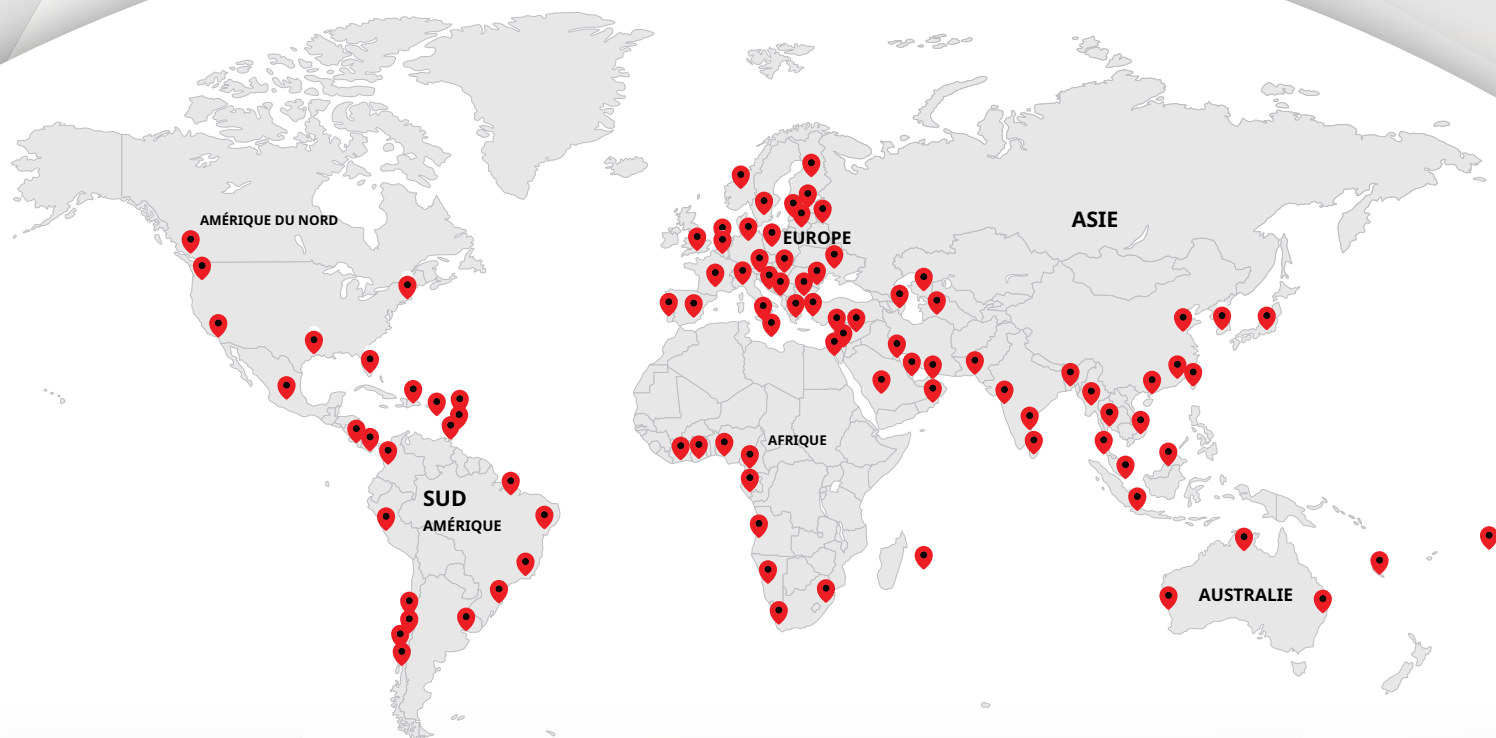 AMÉRIQUE DU NORD
EUROPE
ASIE
AFRIQUE
SUD
AMÉRIQUE
AUSTRALIE